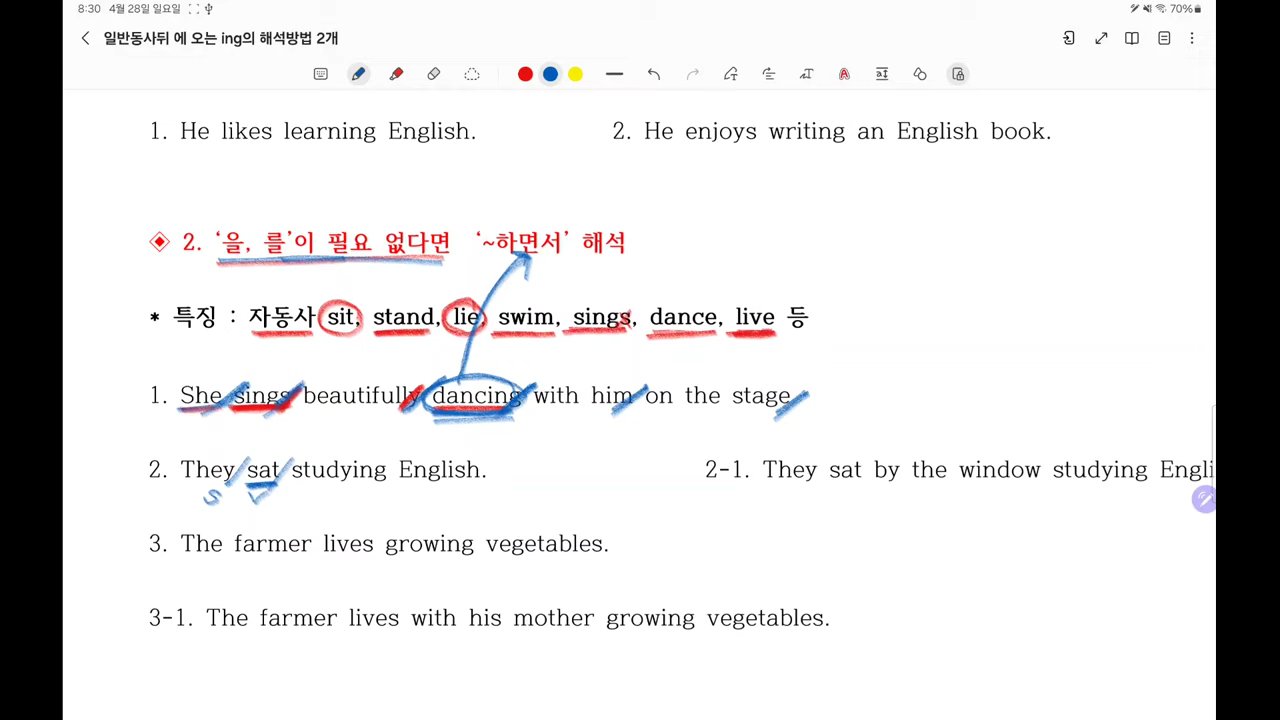 8:30 4월 28일 일요일 70%
일반동사뒤 에 오는 ing의 해석방법 2개
1. He likes learning English. 2. He enjoys writing an English book.
2. ‘을, 를’이 필요 없다면 ‘~하면서’ 해석
* 특징 : 자동사 sit, stand, lie, swim, sings, dance, live 등
1. She sings beautifully dancing with him on the stage
2. They sat studying English. 2-1. They sat by the window studying Engli
S V
3. The farmer lives growing vegetables.
3-1. The farmer lives with his mother growing vegetables.